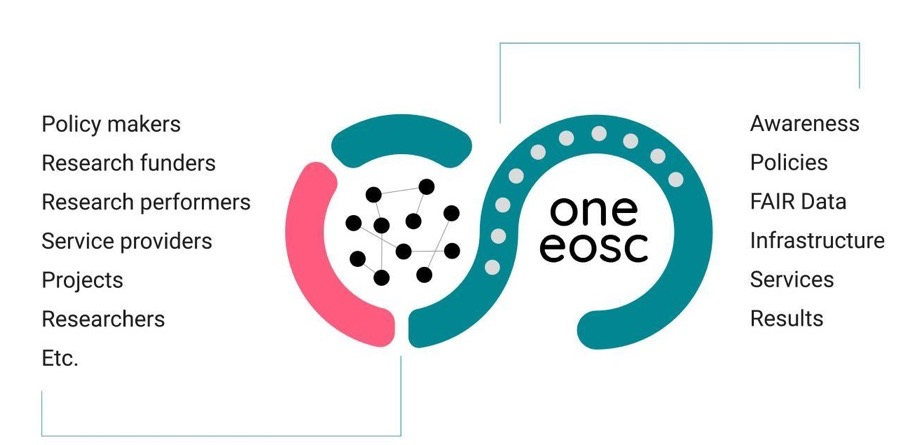 Policy makers
Research funders
Research performers
Service providers
Projects
Researchers
Etc.
one
eosc
Awareness
Policies
FAIR Data
Infrastructure
Services
Results